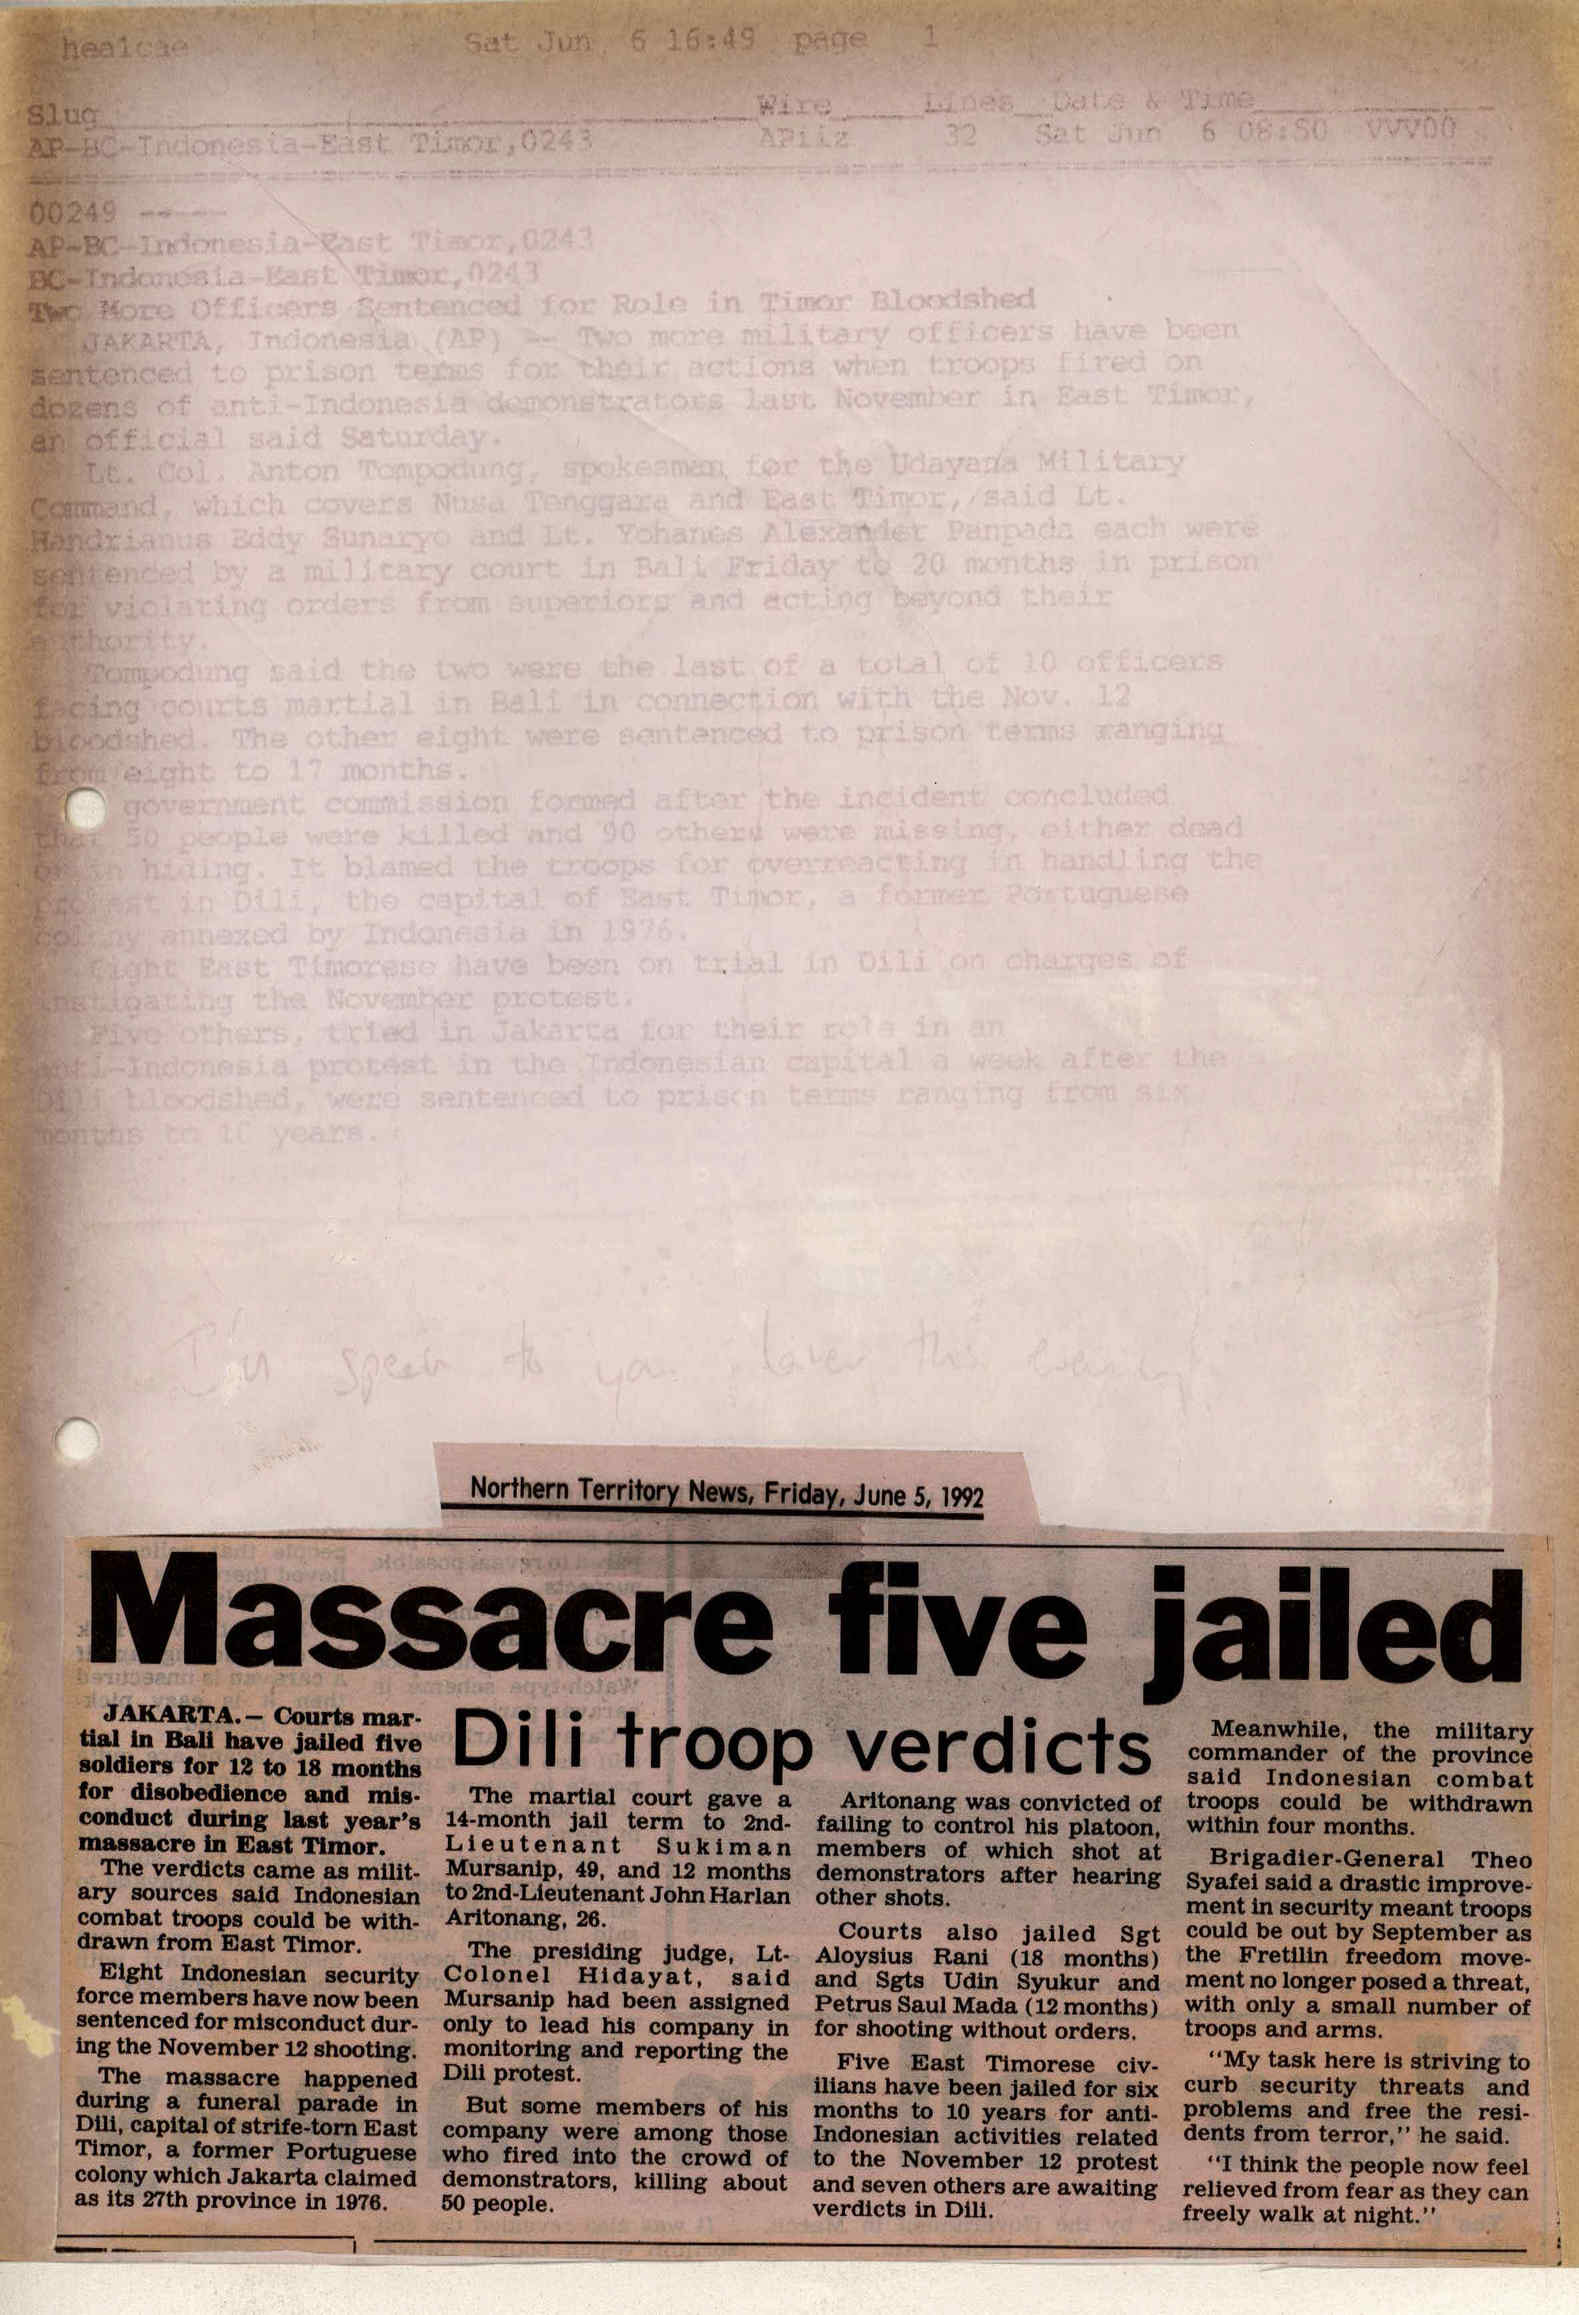 healcae Sat Jun 6 16:49 page 1
Slug Wire Lines Date & Time
AP-BC-Indonesia-East Timor,0243 APiiz 32 Sat Jun 6 08:50 VVV00
00249
AP-BC-Indonesia-East Timor,0243
BC-Indonesia-East Timor,0243
Two More Officers Sentenced for Role in Timor Bloodshed
JAKARTA, Indonesia (AP) -- Two more military officers have been
sentenced to prison terms for their actions when troops fired on
dozens of anti-Indonesia demonstrators last November in East Timor,
an official said Saturday.
Lt. Col. Anton Tompodung, spokesman for the Udayana Military
Command, which covers Nusa Tenggara and East Timor, said Lt.
Handrianus Eddy Sunaryo and Lt. Yohanes Alexander Panpada each were
sentenced by a military court in Bali Friday to 20 months in prison
for violating orders from superiors and acting beyond their
authority.
Tompodung said the two were the last of a total of 10 officers
facing courts martial in Bali in connection with the Nov. 12
bloodshed. The other eight were sentenced to prison terms ranging
from eight to 17 months.
government commission formed after the incident concluded
that 50 people were killed and 90 others were missing, either dead
or in hiding. It blamed the troops for overreacting in handling the
protest in Dili, the capital of East Timor, a former Portuguese
colony annexed by Indonesia in 1976.
Eight East Timorese have been on trial in Dili on charges of
instigating the November protest.
Five others, tried in Jakarta for their role in an
anti-Indonesia protest in the Indonesian capital a week after the
Dili bloodshed, were sentenced to prison terms ranging from six
months to 10 years.
I'll speak to you later this evening
Northern Territory News, Friday, June 5, 1992
Massacre five jailed
Dili troop verdicts
JAKARTA.— Courts mar-
tial in Bali have jailed five
soldiers for 12 to 18 months
for disobedience and mis-
conduct during last year's
massacre in East Timor.
The verdicts came as milit-
ary sources said Indonesian
combat troops could be with-
drawn from East Timor.
Eight Indonesian security
force members have now been
sentenced for misconduct dur-
ing the November 12 shooting.
The massacre happened
during a funeral parade in
Dili, capital of strife-torn East
Timor, a former Portuguese
colony which Jakarta claimed
as its 27th province in 1976.
The martial court gave a
14-month jail term to 2nd-
Lieutenant Sukiman
Mursanip, 49, and 12 months
to 2nd-Lieutenant John Harlan
Aritonang, 26.
The presiding judge, Lt-
Colonel Hidayat, said
Mursanip had been assigned
only to lead his company in
monitoring and reporting the
Dili protest.
But some members of his
company were among those
who fired into the crowd of
demonstrators, killing about
50 people.
Aritonang was convicted of
failing to control his platoon,
members of which shot at
demonstrators after hearing
other shots.
Courts also jailed Sgt
Aloysius Rani (18 months)
and Sgts Udin Syukur and
Petrus Saul Mada (12 months)
for shooting without orders.
Five East Timorese civ-
ilians have been jailed for six
months to 10 years for anti-
Indonesian activities related
to the November 12 protest
and seven others are awaiting
verdicts in Dili.
Meanwhile, the military
commander of the province
said Indonesian combat
troops could be withdrawn
within four months.
Brigadier-General Theo
Syafei said a drastic improve-
ment in security meant troops
could be out by September as
the Fretilin freedom move-
ment no longer posed a threat,
with only a small number of
troops and arms.
"My task here is striving to
curb security threats and
problems and free the resi-
dents from terror," he said.
"I think the people now feel
relieved from fear as they can
freely walk at night."